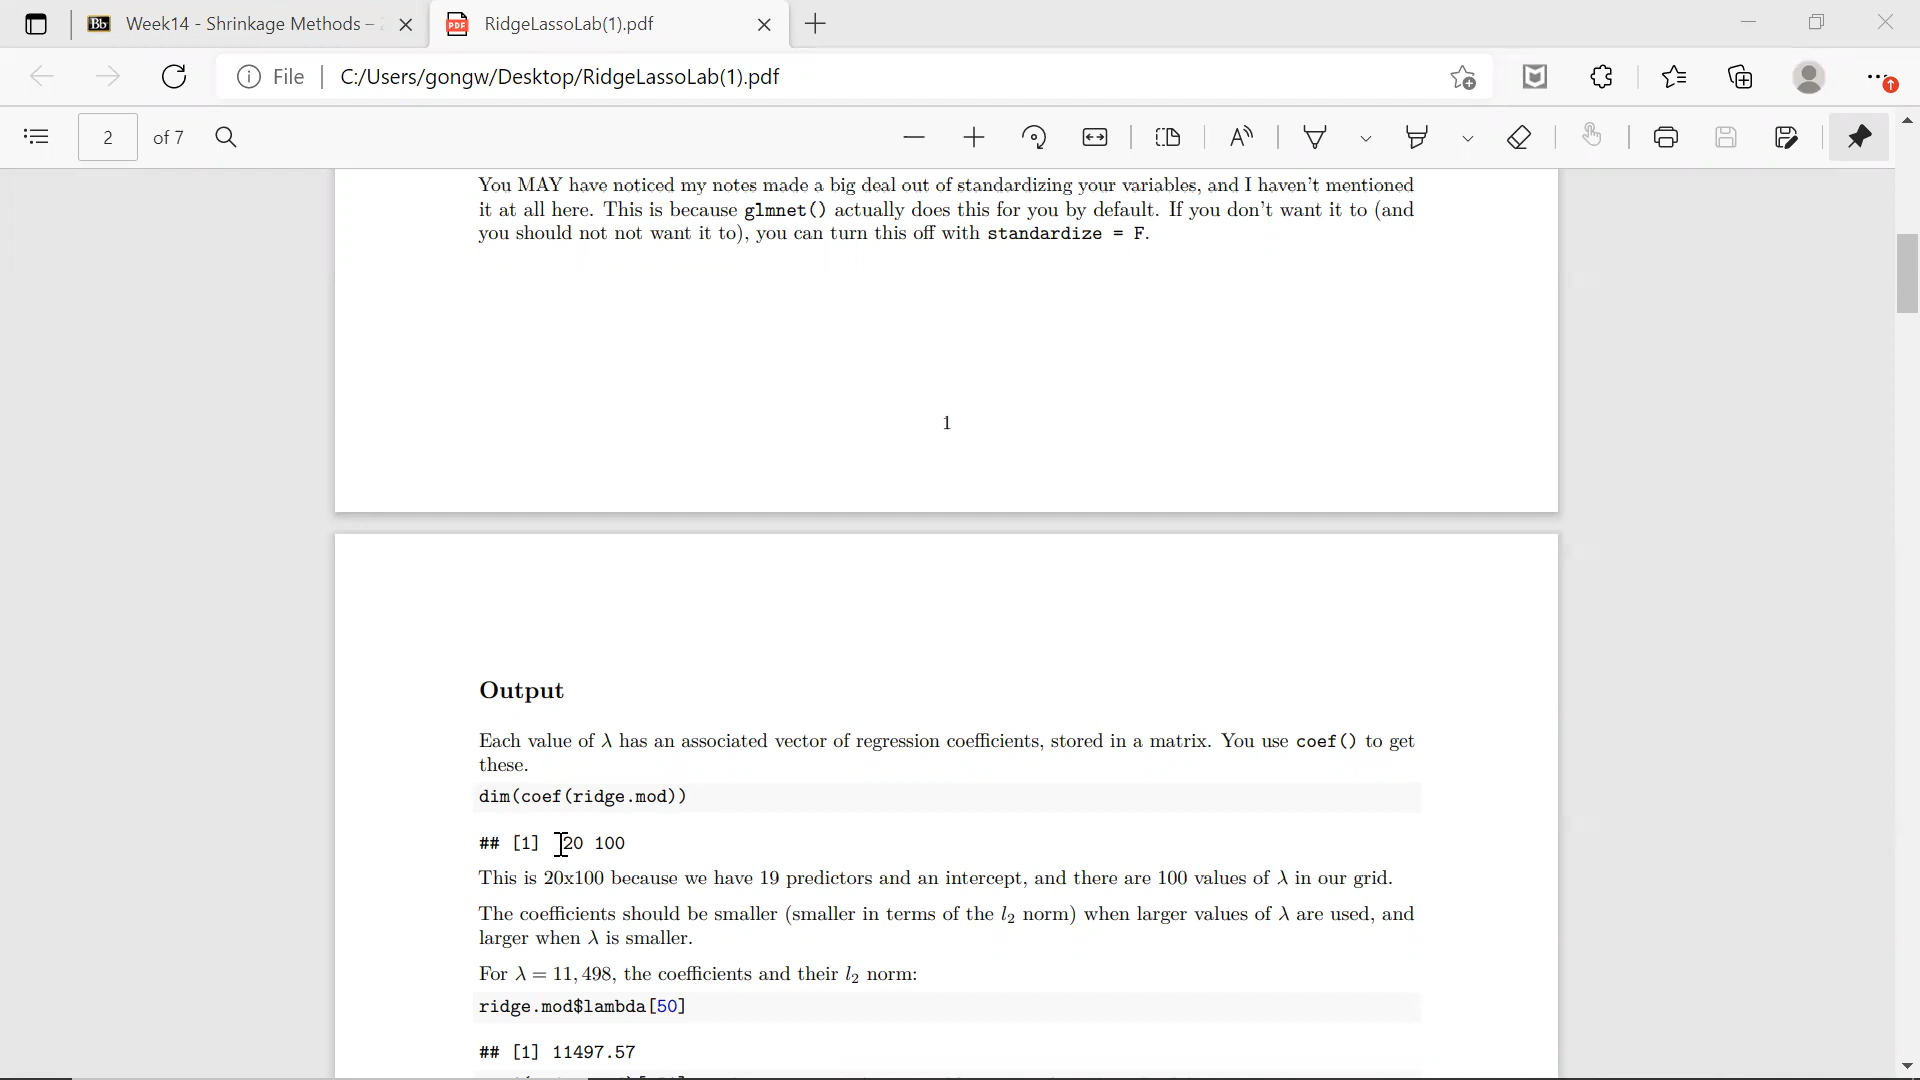 Week14 - Shrinkage Methods –
RidgeLassoLab(1).pdf
File
C:/Users/gongw/Desktop/RidgeLassoLab(1).pdf
2
of 7
You MAY have noticed my notes made a big deal out of standardizing your variables, and I haven't mentioned
it at all here. This is because glmnet() actually does this for you by default. If you don't want it to (and
you should not not want it to), you can turn this off with standardize = F.
1
Output
Each value of λ has an associated vector of regression coefficients, stored in a matrix. You use coef() to get
these.
dim(coef(ridge.mod))
## [1] 20 100
This is 20x100 because we have 19 predictors and an intercept, and there are 100 values of λ in our grid.
The coefficients should be smaller (smaller in terms of the l₂ norm) when larger values of λ are used, and
larger when λ is smaller.
For λ = 11,498, the coefficients and their l₂ norm:
ridge.mod$lambda[50]
## [1] 11497.57